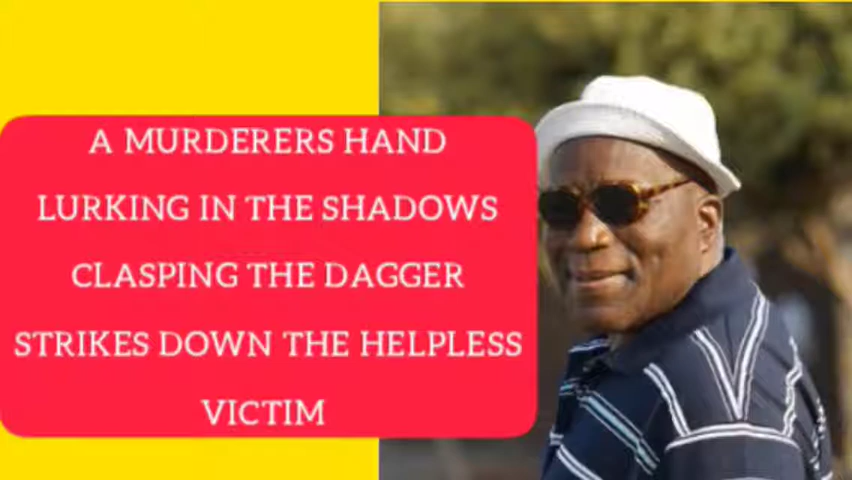 A MURDERERS HAND
LURKING IN THE SHADOWS
CLASPING THE DAGGER
STRIKES DOWN THE HELPLESS
VICTIM